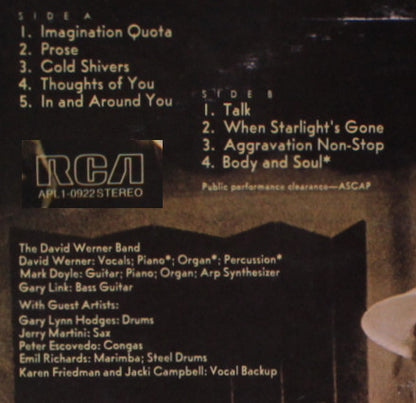 SIDE A
1. Imagination Quota
2. Prose
3. Cold Shivers
4. Thoughts of You
5. In and Around You
SIDE B
1. Talk
2. When Starlight's Gone
3. Aggravation Non-Stop
4. Body and Soul*
Public performance clearance—ASCAP
RCA
APL1-0922 STEREO
The David Werner Band
David Werner: Vocals; Piano*; Organ*; Percussion*
Mark Doyle: Guitar; Piano; Organ; Arp Synthesizer
Gary Link: Bass Guitar
With Guest Artists:
Gary Lynn Hodges: Drums
Jerry Martini: Sax
Peter Escovedo: Congas
Emil Richards: Marimba; Steel Drums
Karen Friedman and Jacki Campbell: Vocal Backup